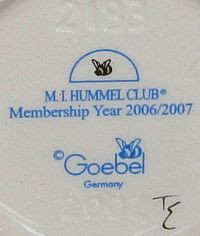 M.I. HUMMEL CLUB®
Membership Year 2006/2007
© Goebel
Germany